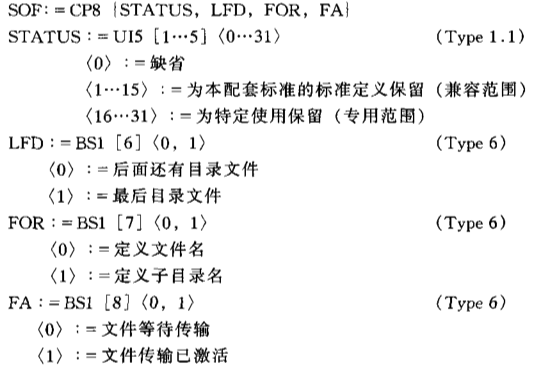 SOF:=CP8 {STATUS, LFD, FOR, FA}
STATUS:=UI5 [1…5] 〈0…31〉 (Type 1.1)
〈0〉:=缺省
〈1…15〉:=为本配套标准的标准定义保留(兼容范围)
〈16…31〉:=为特定使用保留(专用范围)
LFD:=BS1 [6] 〈0, 1〉 (Type 6)
〈0〉:=后面还有目录文件
〈1〉:=最后目录文件
FOR:=BS1 [7] 〈0, 1〉 (Type 6)
〈0〉:=定义文件名
〈1〉:=定义子目录名
FA:=BS1 [8] 〈0, 1〉 (Type 6)
〈0〉:=文件等待传输
〈1〉:=文件传输已激活